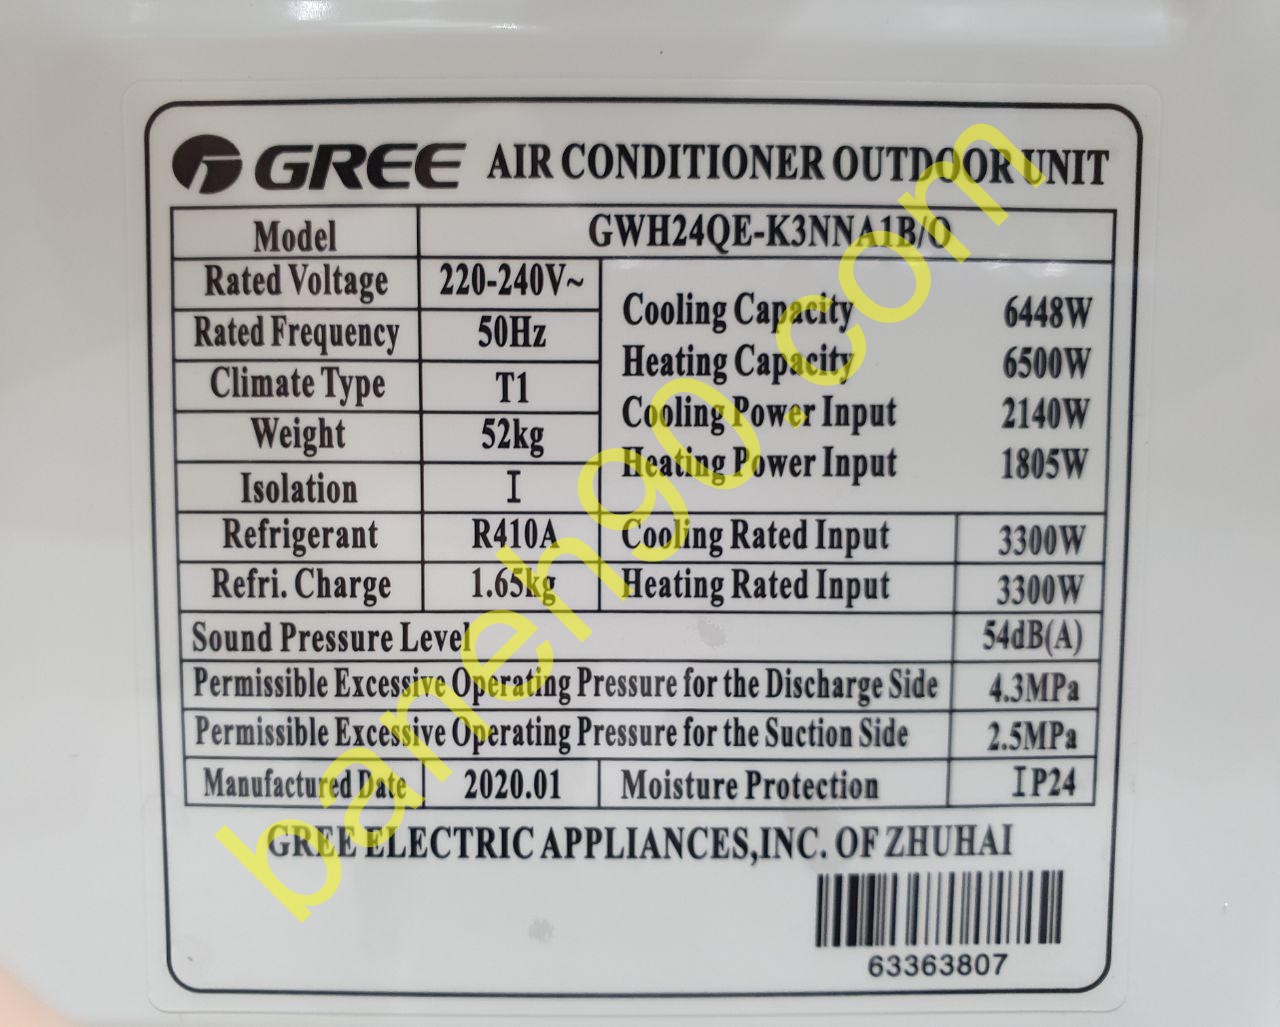 GREE AIR CONDITIONER OUTDOOR UNIT
Model GWH24QE-K3NNA1B/O
Rated Voltage 220-240V~
Rated Frequency 50Hz
Climate Type T1
Weight 52kg
Isolation I
Refrigerant R410A
Refri. Charge 1.65kg
Cooling Capacity 6448W
Heating Capacity 6500W
Cooling Power Input 2140W
Heating Power Input 1805W
Cooling Rated Input 3300W
Heating Rated Input 3300W
Sound Pressure Level 54dB(A)
Permissible Excessive Operating Pressure for the Discharge Side 4.3MPa
Permissible Excessive Operating Pressure for the Suction Side 2.5MPa
Manufactured Date 2020.01 Moisture Protection IP24
GREE ELECTRIC APPLIANCES,INC. OF ZHUHAI
63363807
baneh90.com